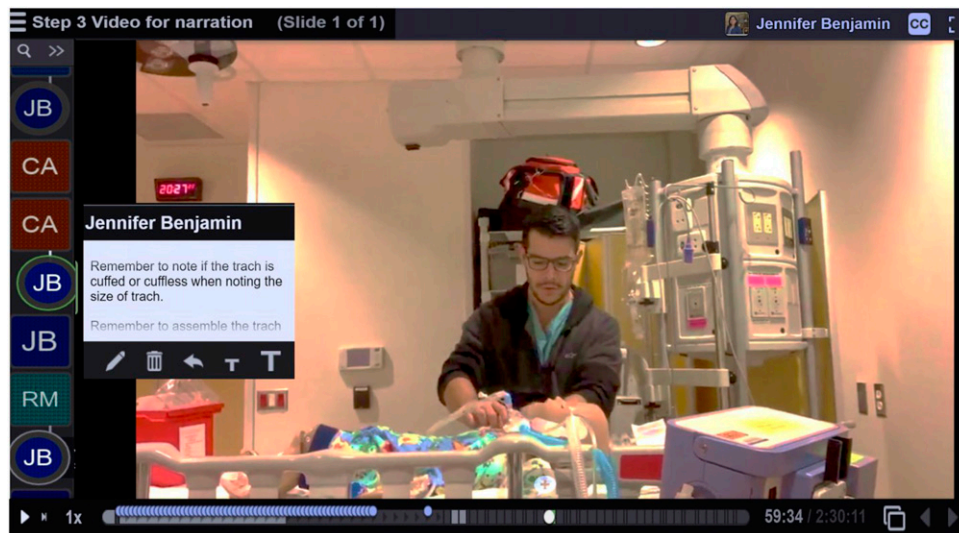 Step 3 Video for narration (Slide 1 of 1)
Jennifer Benjamin
CC
JB
CA
CA
JB
JB
RM
JB
20:27
Jennifer Benjamin
Remember to note if the trach is
cuffed or cuffless when noting the
size of trach.
Remember to assemble the trach
T T
1x
59:34 / 2:30:11